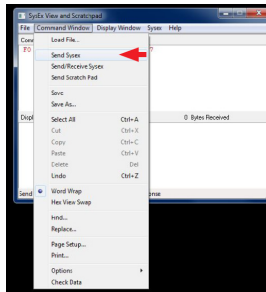 SysEx View and Scratchpad
File Command Window Display Window Sysex Help
Load File...
F0
Send Sysex
Send/Receive Sysex
Send Scratch Pad
Save
Save As...
Select All Ctrl+A
0 Bytes Received
Cut Ctrl+X
Copy Ctrl+C
Paste Ctrl+V
Delete Del
Undo Ctrl+Z
Send
Word Wrap
Hex View Swap
Find...
Replace...
Page Setup...
Print...
Options
Check Data